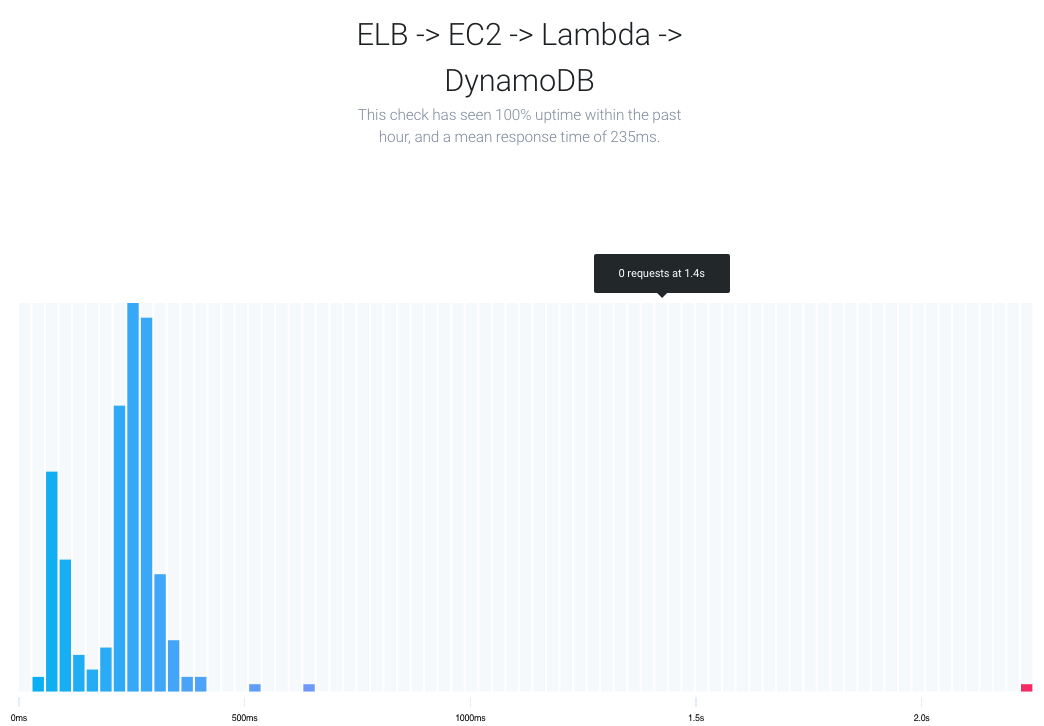 ELB -> EC2 -> Lambda ->
DynamoDB
This check has seen 100% uptime within the past
hour, and a mean response time of 235ms.
0 requests at 1.4s
0ms 500ms 1000ms 1.5s 2.0s